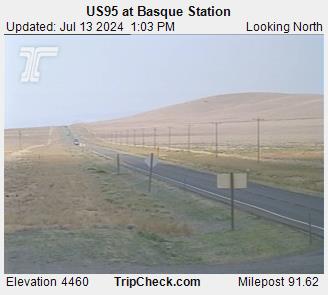 US95 at Basque Station
Updated: Jul 13 2024 1:03 PM Looking North
Elevation 4460 TripCheck.com Milepost 91.62